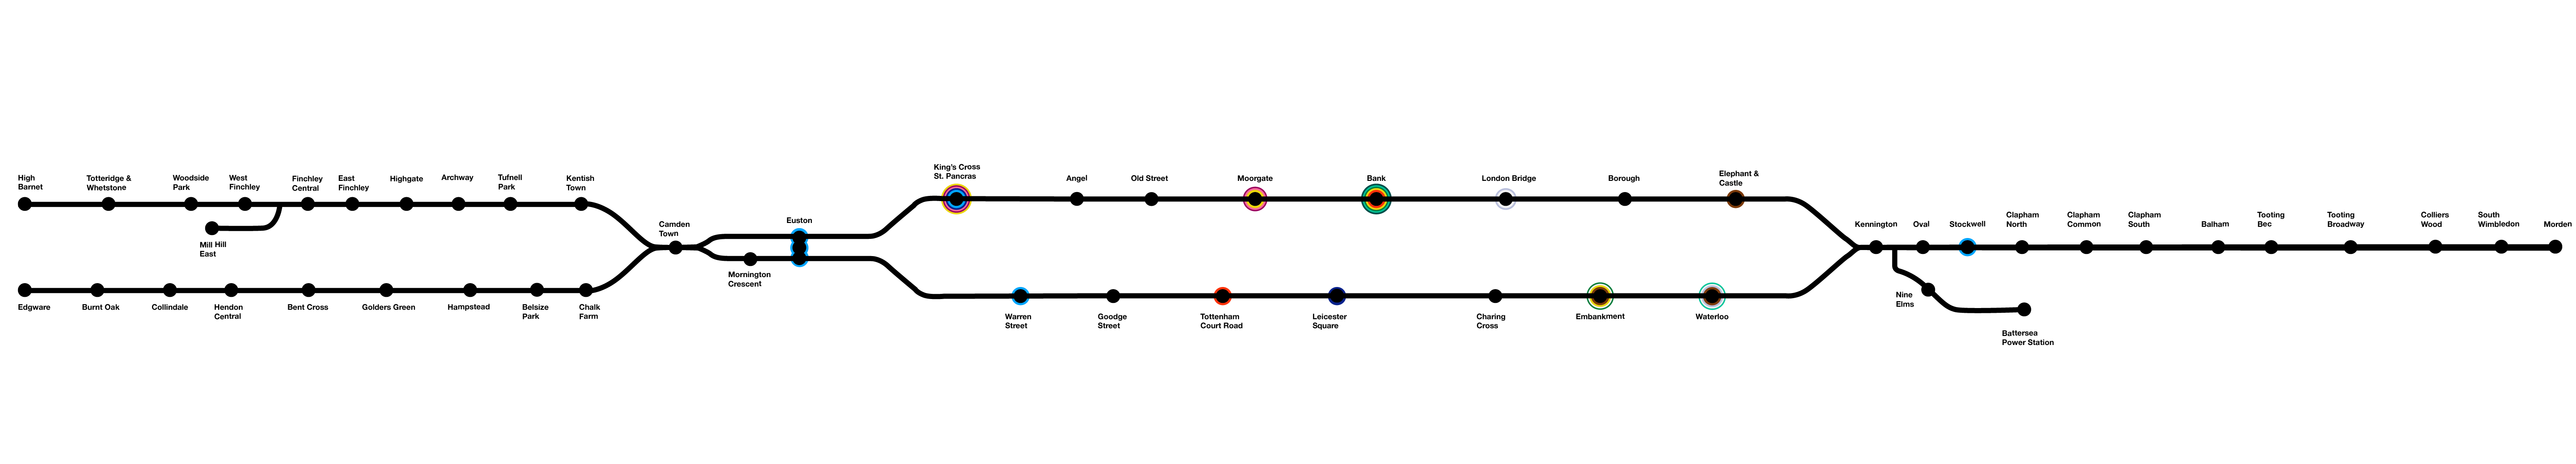 High
Barnet
Totteridge &
Whetstone
Woodside
Park
West
Finchley
Finchley
Central
East
Finchley
Highgate
Archway
Tufnell
Park
Kentish
Town
Mill Hill
East
Edgware
Burnt Oak
Collindale
Hendon
Central
Bent Cross
Golders Green
Hampstead
Belsize
Park
Chalk
Farm
Camden
Town
Mornington
Crescent
Euston
King's Cross
St. Pancras
Angel
Old Street
Moorgate
Bank
London Bridge
Borough
Elephant &
Castle
Warren
Street
Goodge
Street
Tottenham
Court Road
Leicester
Square
Charing
Cross
Embankment
Waterloo
Kennington
Oval
Stockwell
Clapham
North
Clapham
Common
Clapham
South
Balham
Tooting
Bec
Tooting
Broadway
Colliers
Wood
South
Wimbledon
Morden
Nine
Elms
Battersea
Power Station